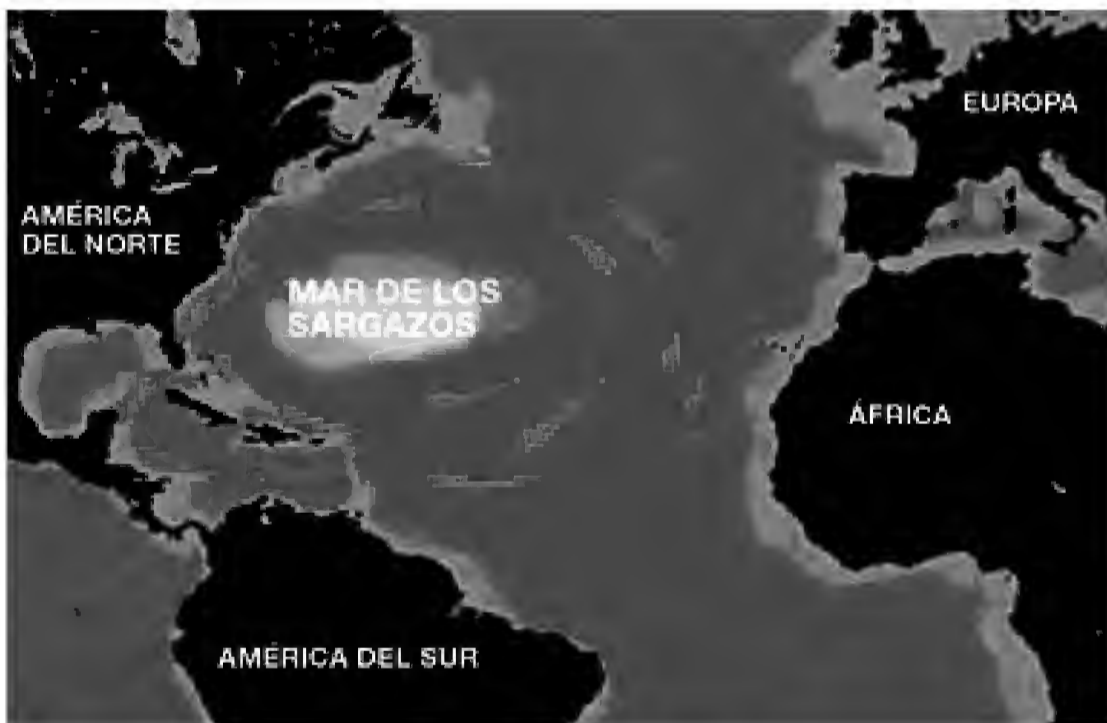 EUROPA
AMÉRICA
DEL NORTE
MAR DE LOS
SARGAZOS
ÁFRICA
AMÉRICA DEL SUR